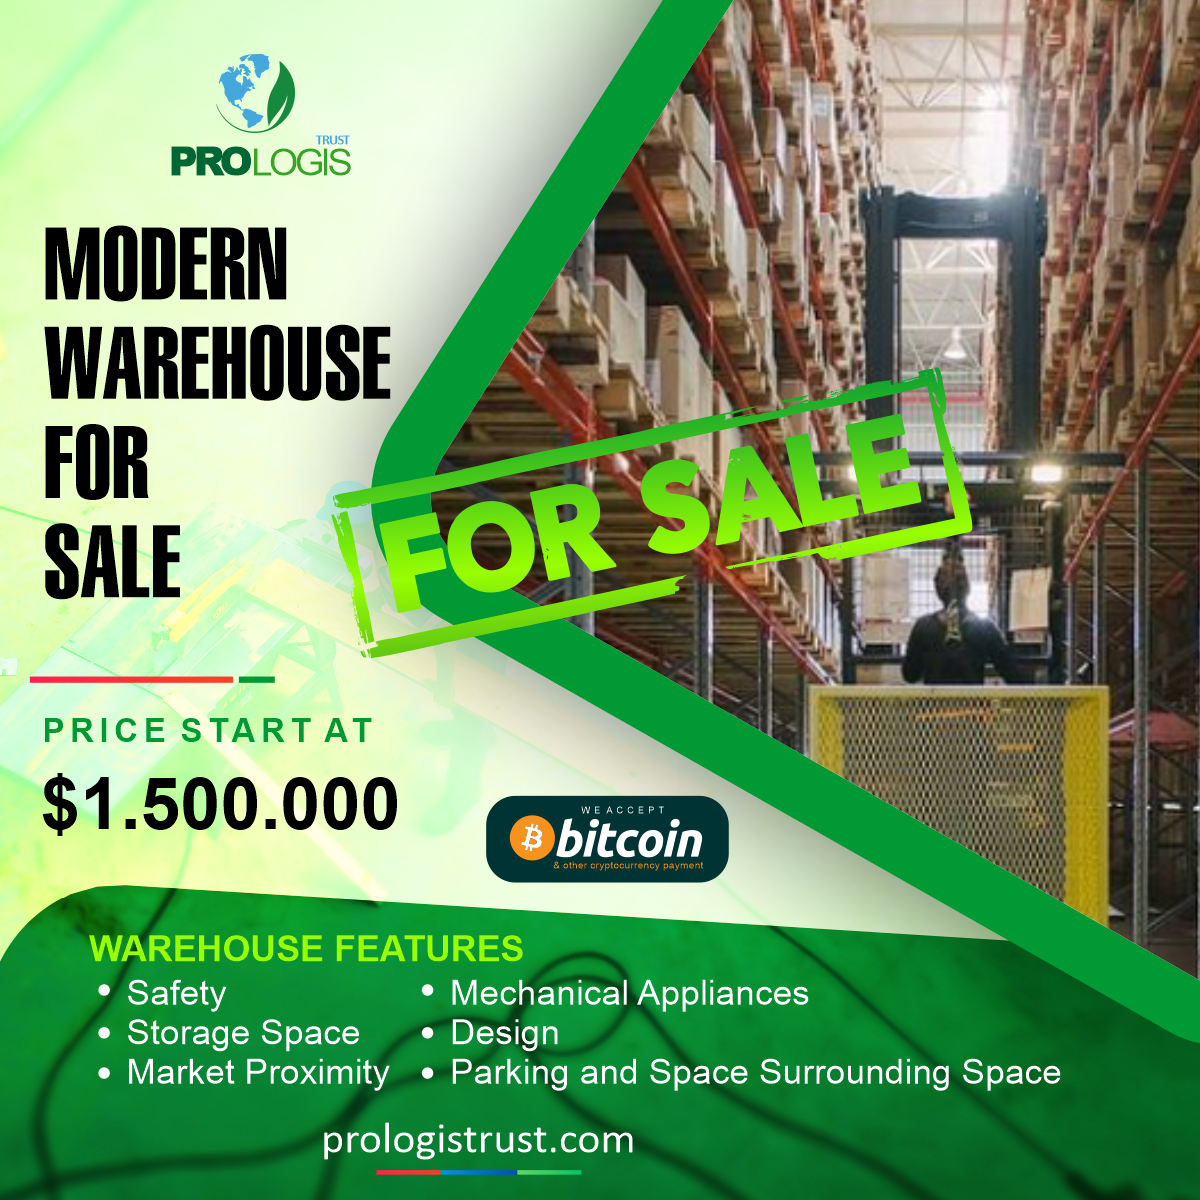 TRUST
PROLOGIS
MODERN
WAREHOUSE
FOR
SALE
FOR SALE
PRICE START AT
$1.500.000
WE ACCEPT
bitcoin
& other cryptocurrency payment
WAREHOUSE FEATURES
• Safety
• Storage Space
• Market Proximity
• Mechanical Appliances
• Design
• Parking and Space Surrounding Space
prologistrust.com